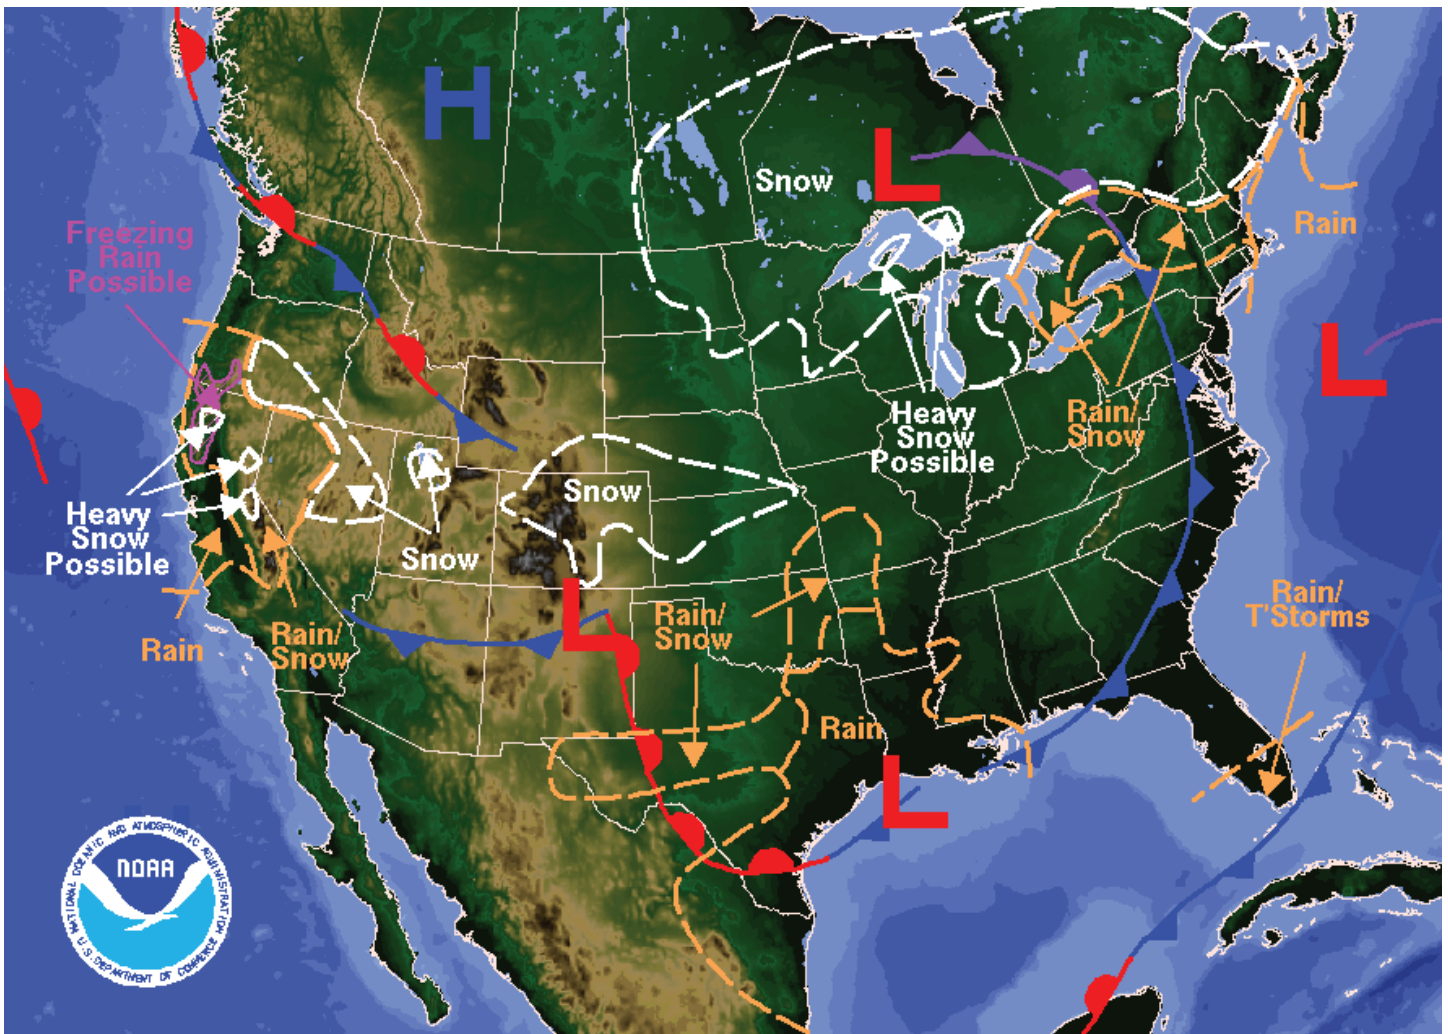 H
L
Snow
Freezing
Rain
Possible
Rain
L
Heavy
Snow
Possible
Rain/
Snow
Snow
Heavy
Snow
Possible
Snow
L
Rain/
Snow
Rain/
T'Storms
Rain
Rain/
Snow
Rain
L
NATIONAL OCEANIC AND ATMOSPHERIC ADMINISTRATION
NOAA
U.S. DEPARTMENT OF COMMERCE